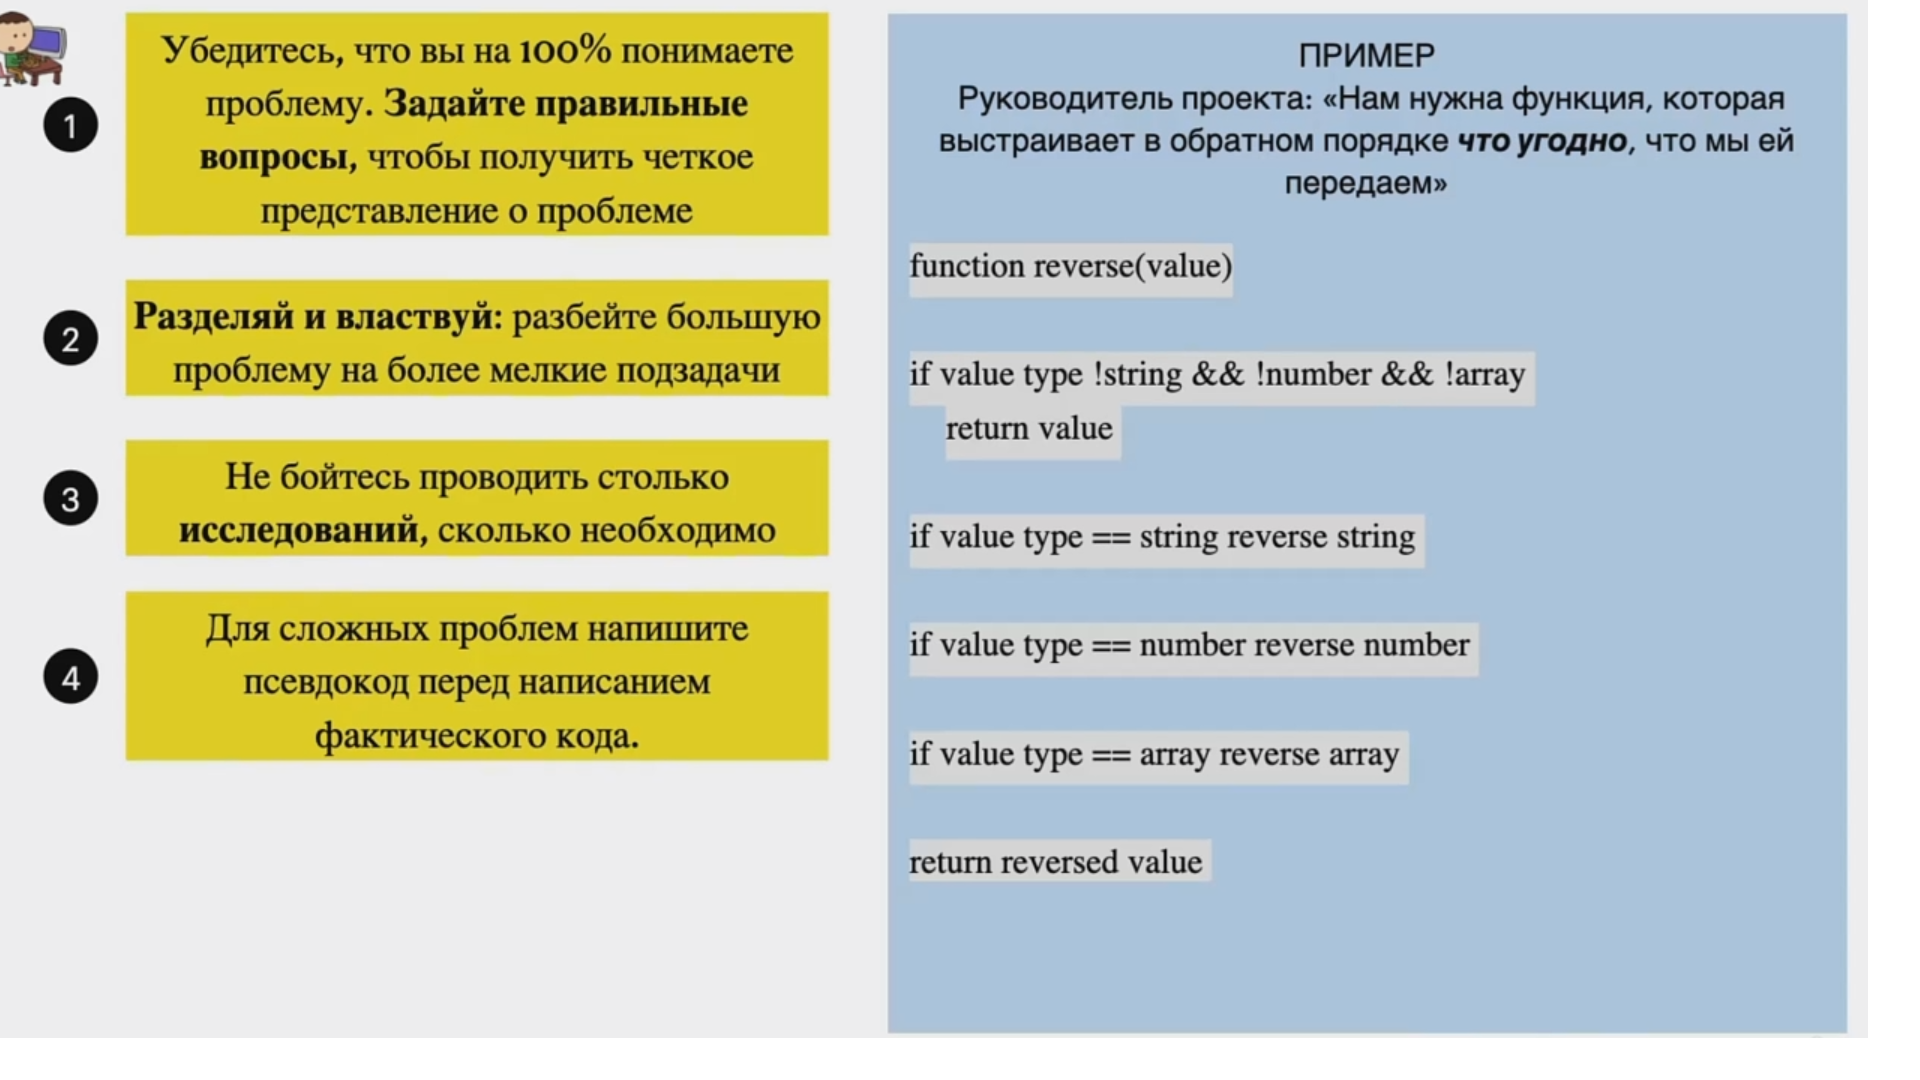 1
Убедитесь, что вы на 100% понимаете
проблему. Задайте правильные
вопросы, чтобы получить четкое
представление о проблеме
2
Разделяй и властвуй: разбейте большую
проблему на более мелкие подзадачи
3
Не бойтесь проводить столько
исследований, сколько необходимо
4
Для сложных проблем напишите
псевдокод перед написанием
фактического кода.
ПРИМЕР
Руководитель проекта: «Нам нужна функция, которая
выстраивает в обратном порядке что угодно, что мы ей
передаем»
function reverse(value)
if value type !string && !number && !array
return value
if value type == string reverse string
if value type == number reverse number
if value type == array reverse array
return reversed value